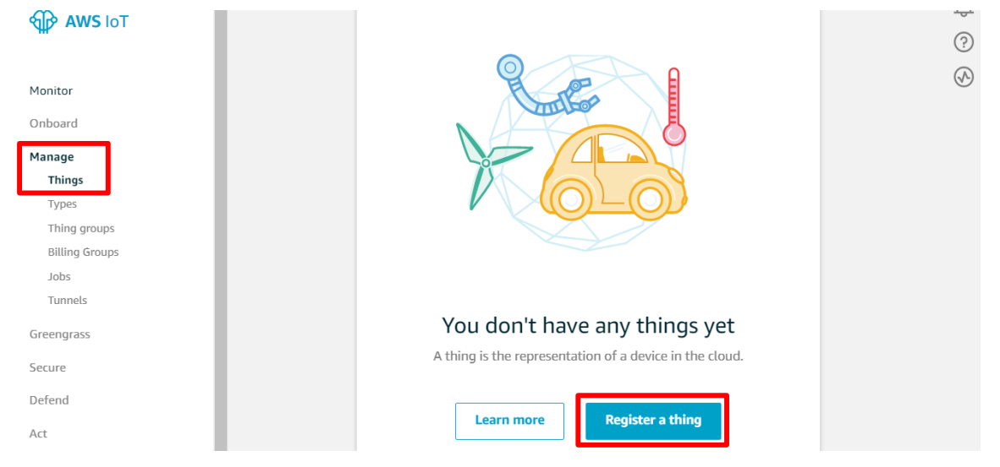 AWS IoT
Monitor
Onboard
Manage
Things
Types
Thing groups
Billing Groups
Jobs
Tunnels
Greengrass
Secure
Defend
Act
You don't have any things yet
A thing is the representation of a device in the cloud.
Learn more
Register a thing
?